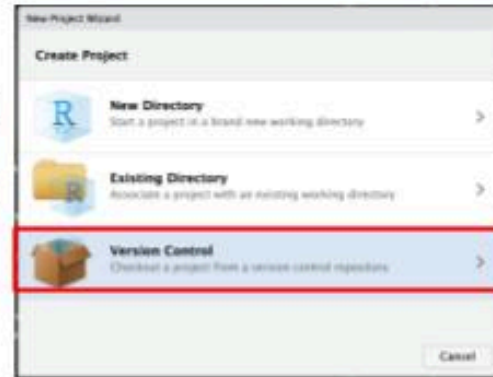 New Project Wizard
Create Project
New Directory
Start a project in a brand new working directory
Existing Directory
Associate a project with an existing working directory
Version Control
Checkout a project from a version control repository
Cancel